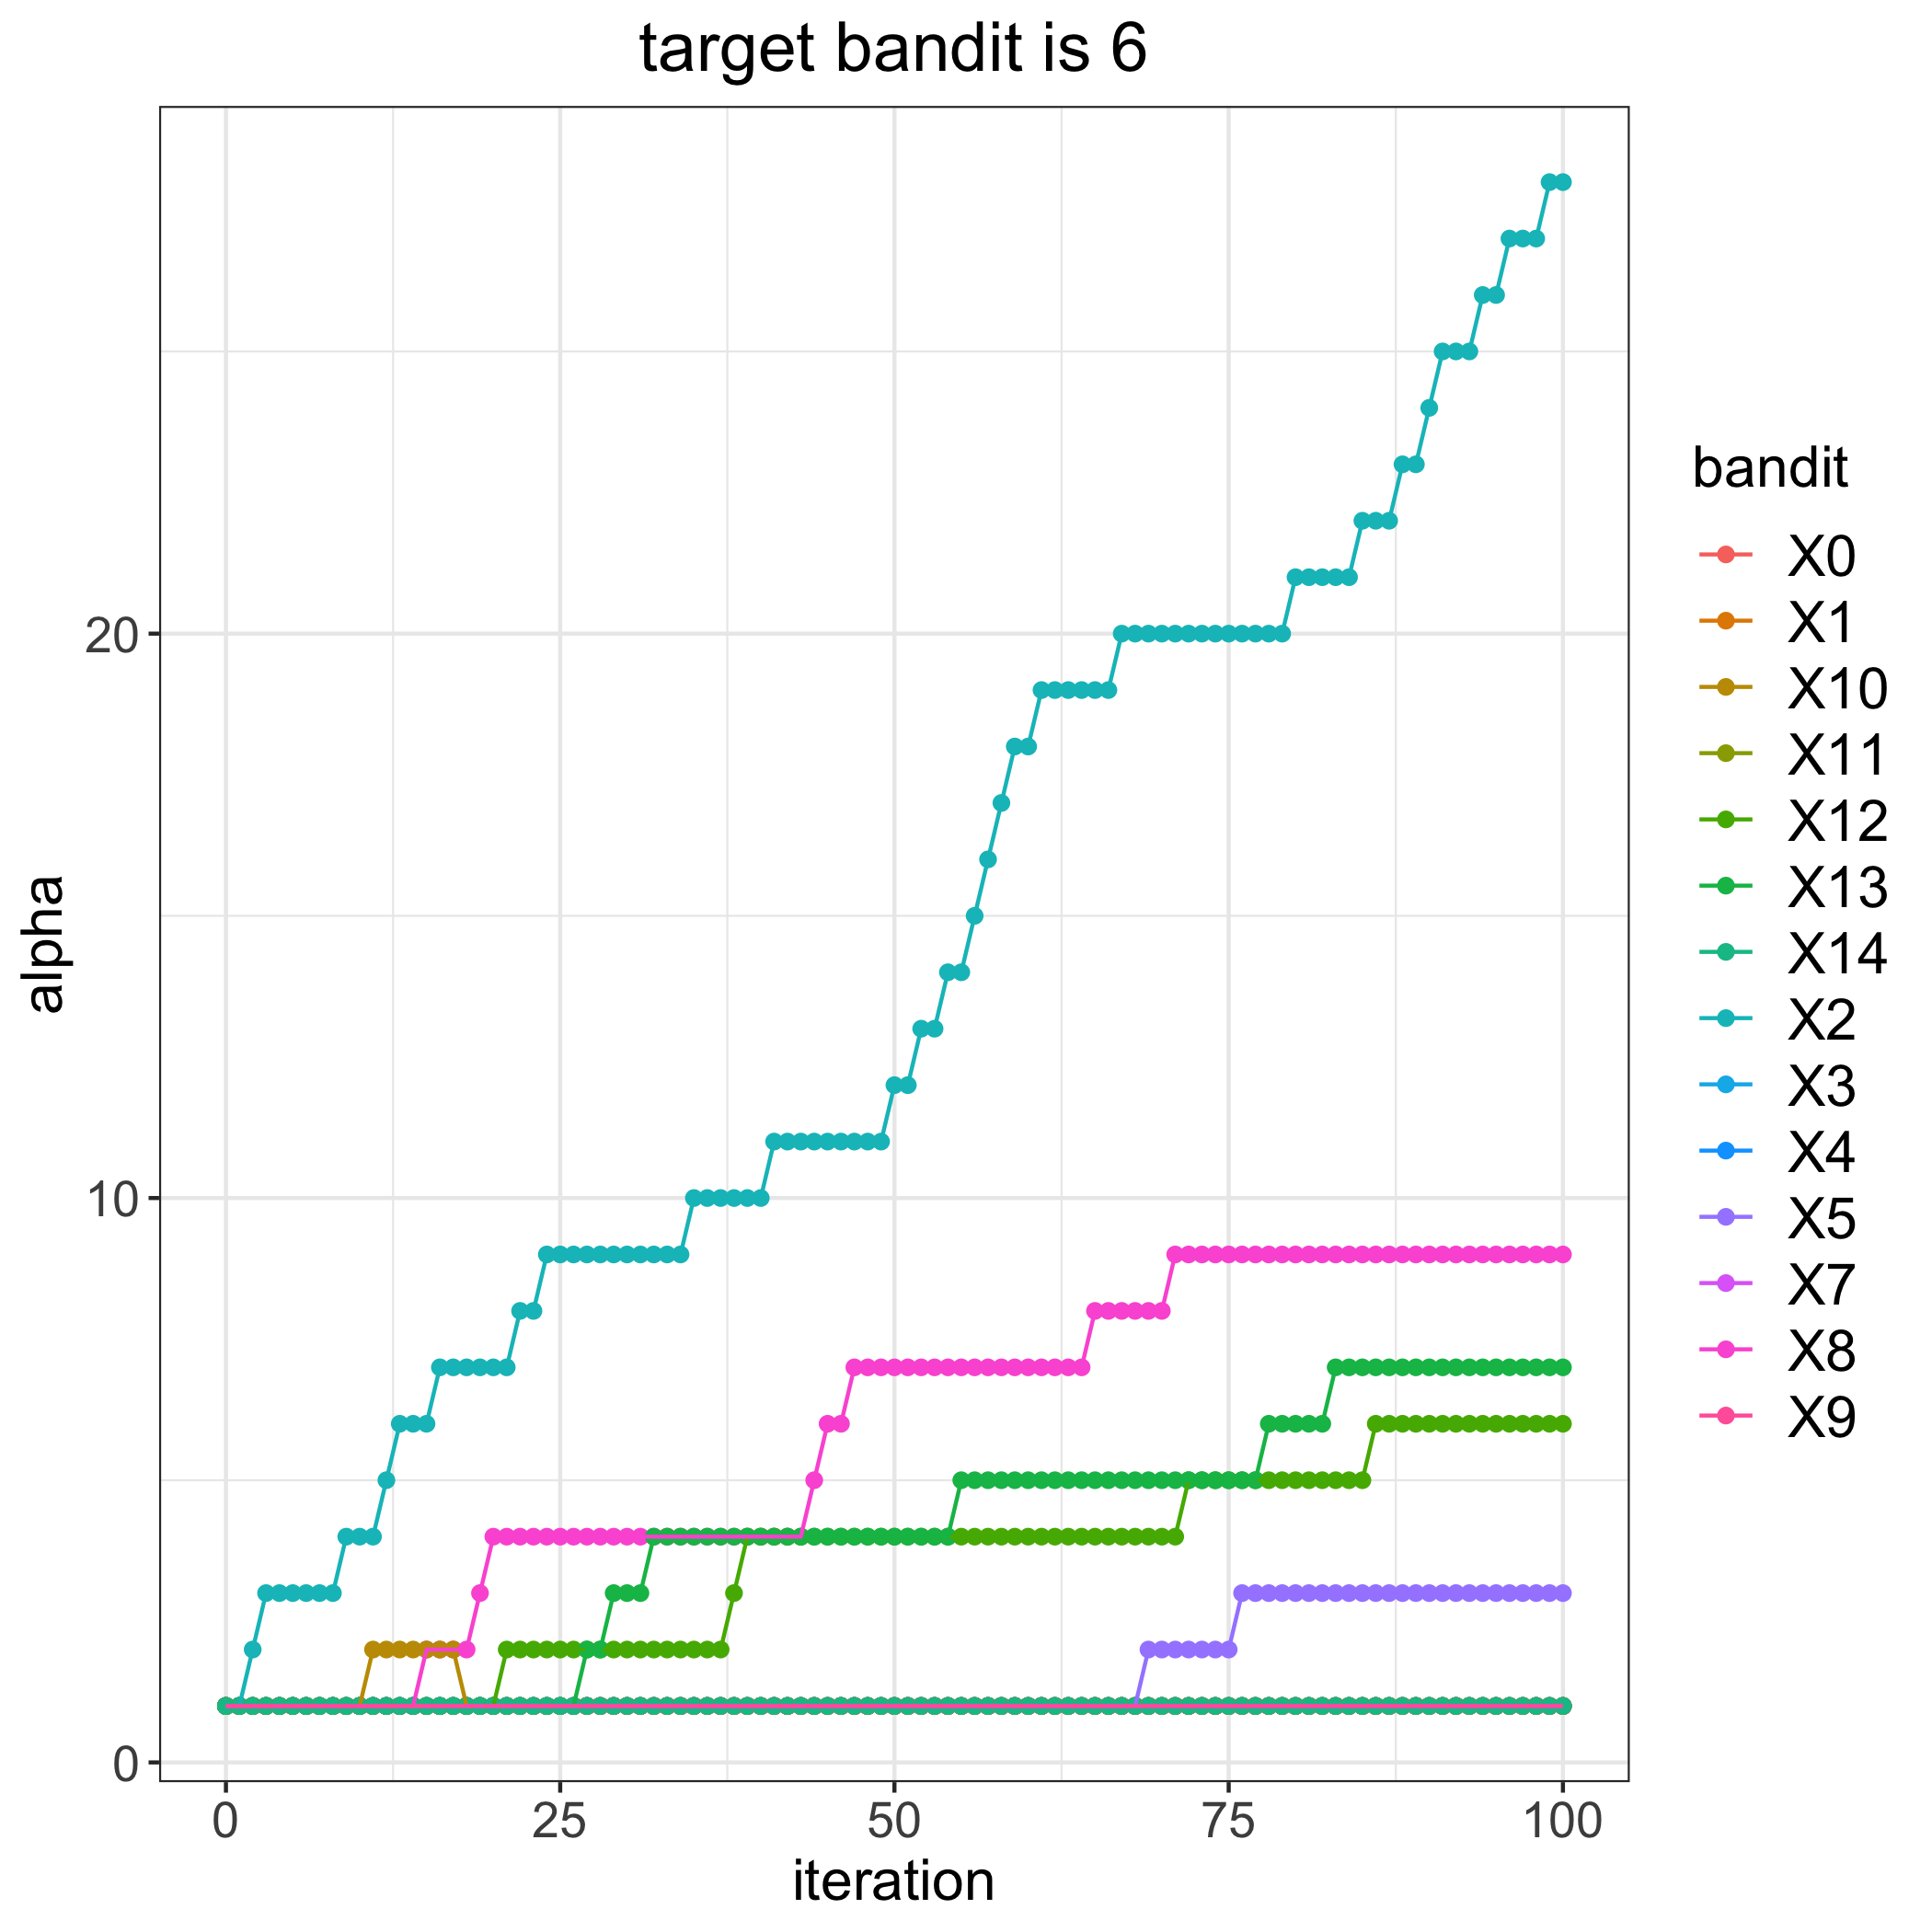 target bandit is 6
alpha
20
10
0
0 25 50 75 100
iteration
bandit
X0
X1
X10
X11
X12
X13
X14
X2
X3
X4
X5
X7
X8
X9